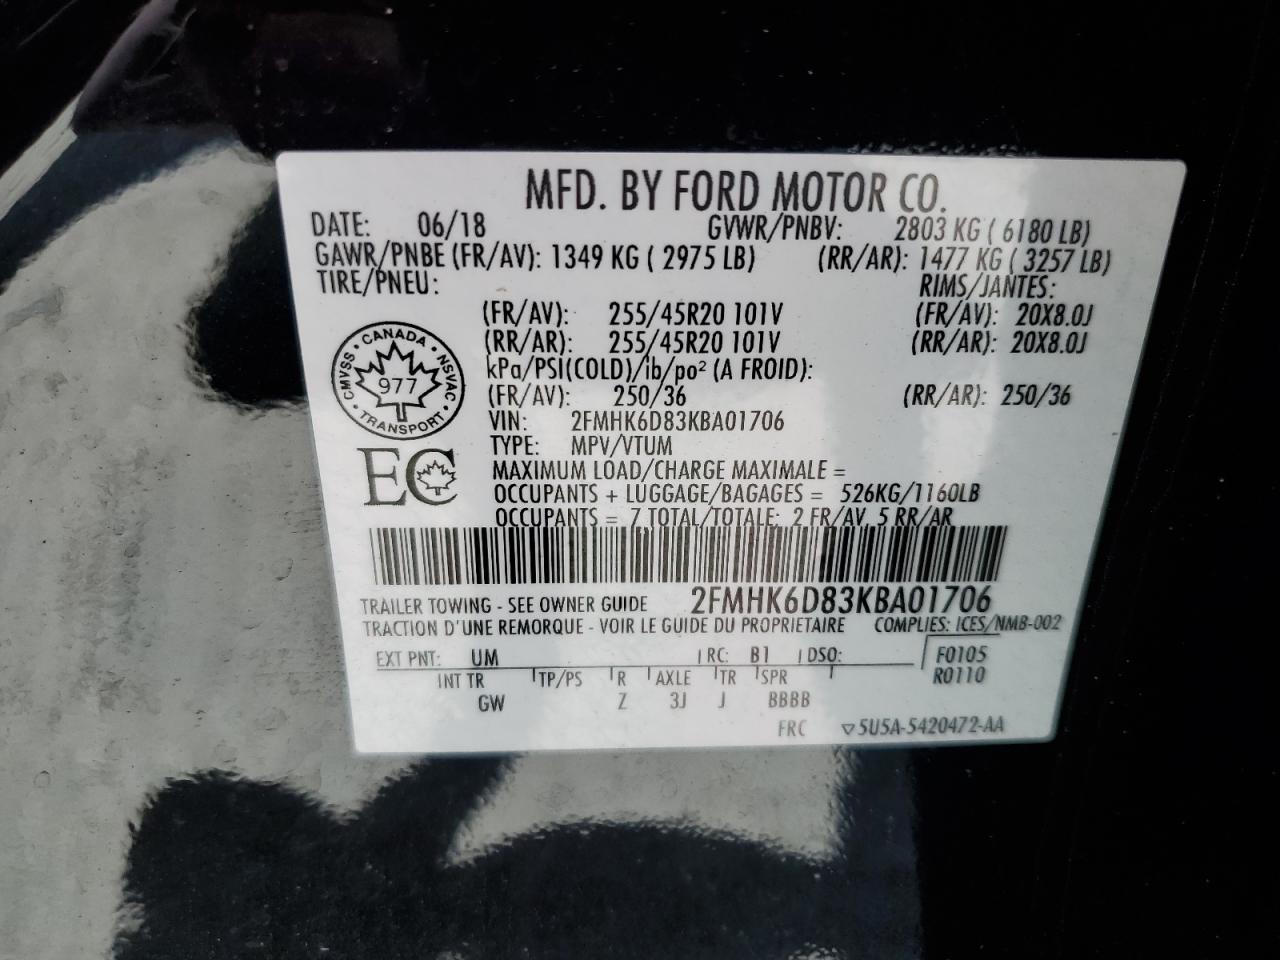 MFD. BY FORD MOTOR CO.
DATE: 06/18 GVWR/PNBV: 2803 KG ( 6180 LB)
GAWR/PNBE (FR/AV): 1349 KG ( 2975 LB) (RR/AR): 1477 KG ( 3257 LB)
TIRE/PNEU: RIMS/JANTES:
(FR/AV): 255/45R20 101V (FR/AV): 20X8.0J
(RR/AR): 255/45R20 101V (RR/AR): 20X8.0J
kPa/PSI(COLD)/ib/po² (A FROID):
(FR/AV): 250/36 (RR/AR): 250/36
CMVSS • CANADA • NSVAC • TRANSPORT •
977
VIN: 2FMHK6D83KBA01706
TYPE: MPV/VTUM
EC
MAXIMUM LOAD/CHARGE MAXIMALE =
OCCUPANTS + LUGGAGE/BAGAGES = 526KG/1160LB
OCCUPANTS = 7 TOTAL/TOTALE: 2 FR/AV, 5 RR/AR
TRAILER TOWING - SEE OWNER GUIDE 2FMHK6D83KBA01706
TRACTION D'UNE REMORQUE - VOIR LE GUIDE DU PROPRIETAIRE COMPLIES: ICES/NMB-002
EXT PNT: UM RC: B1 DSO: F0105
INT TR TP/PS R AXLE TR SPR R0110
GW Z 3J J BBBB
FRC ▽5U5A-5420472-AA